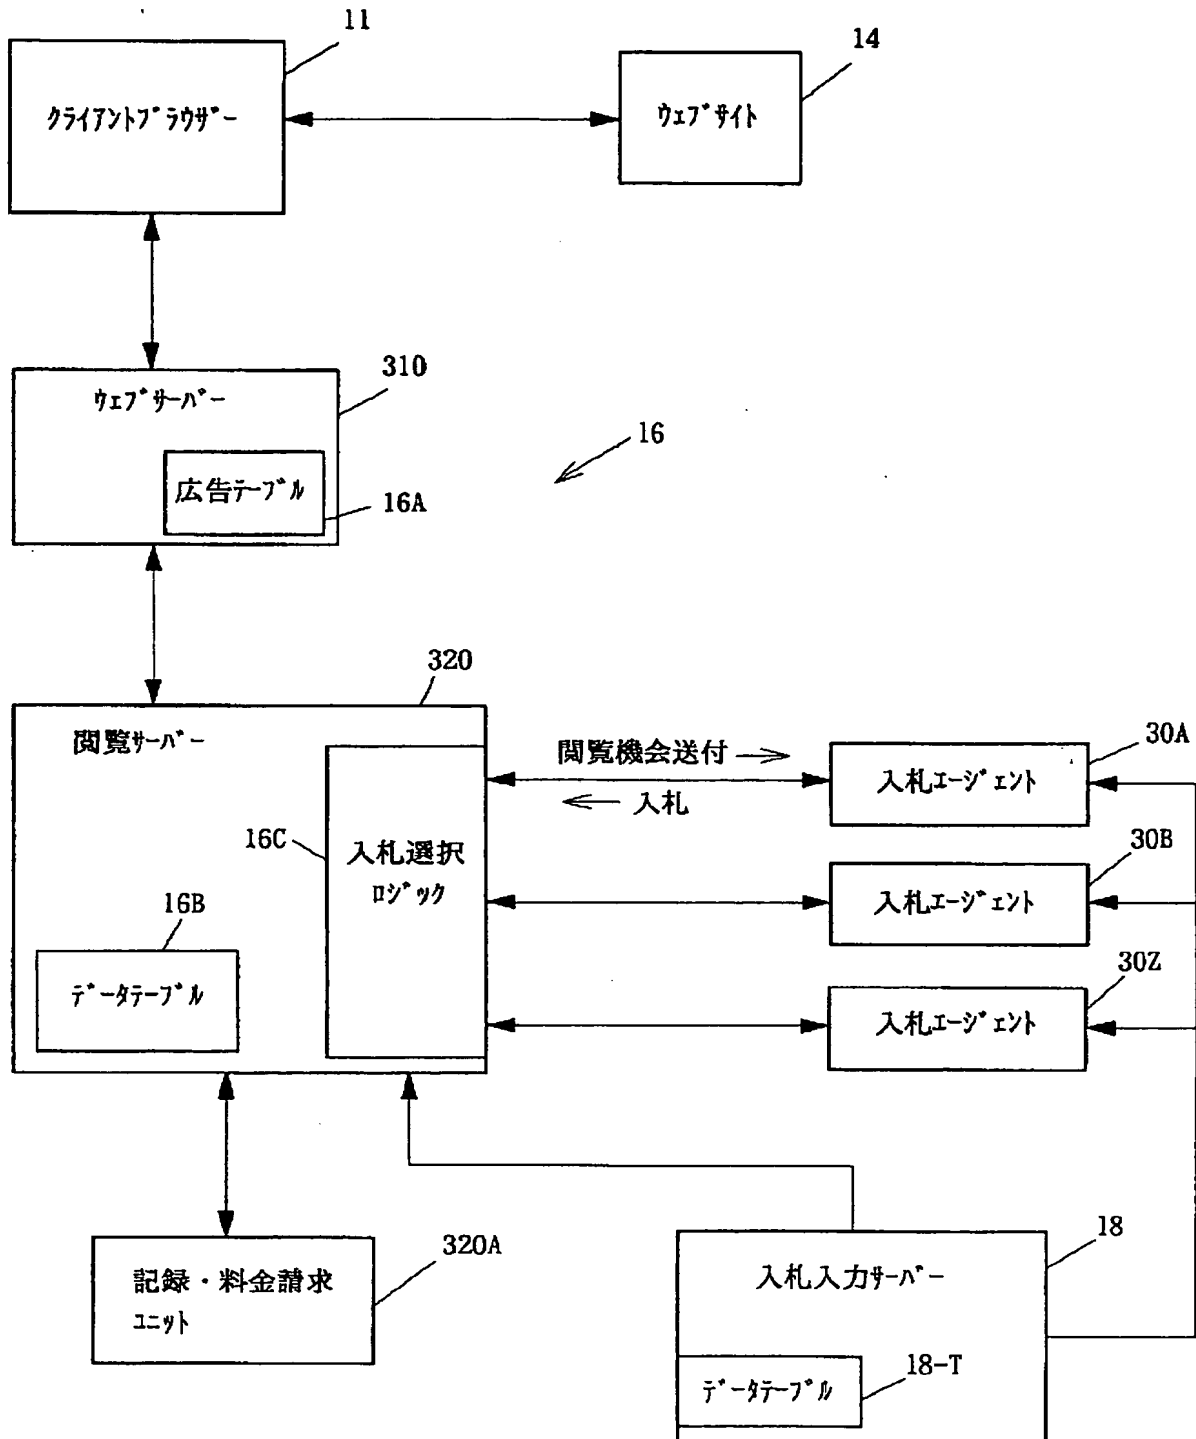 11
クライアントブラウザー
14
ウェブサイト
310
ウェブサーバー
広告テーブル
16A
16
320
閲覧サーバー
16C
入札選択
ロジック
16B
データテーブル
閲覧機会送付
入札
30A
入札エージェント
30B
入札エージェント
30Z
入札エージェント
320A
記録・料金請求
ユニット
18
入札入力サーバー
18-T
データテーブル